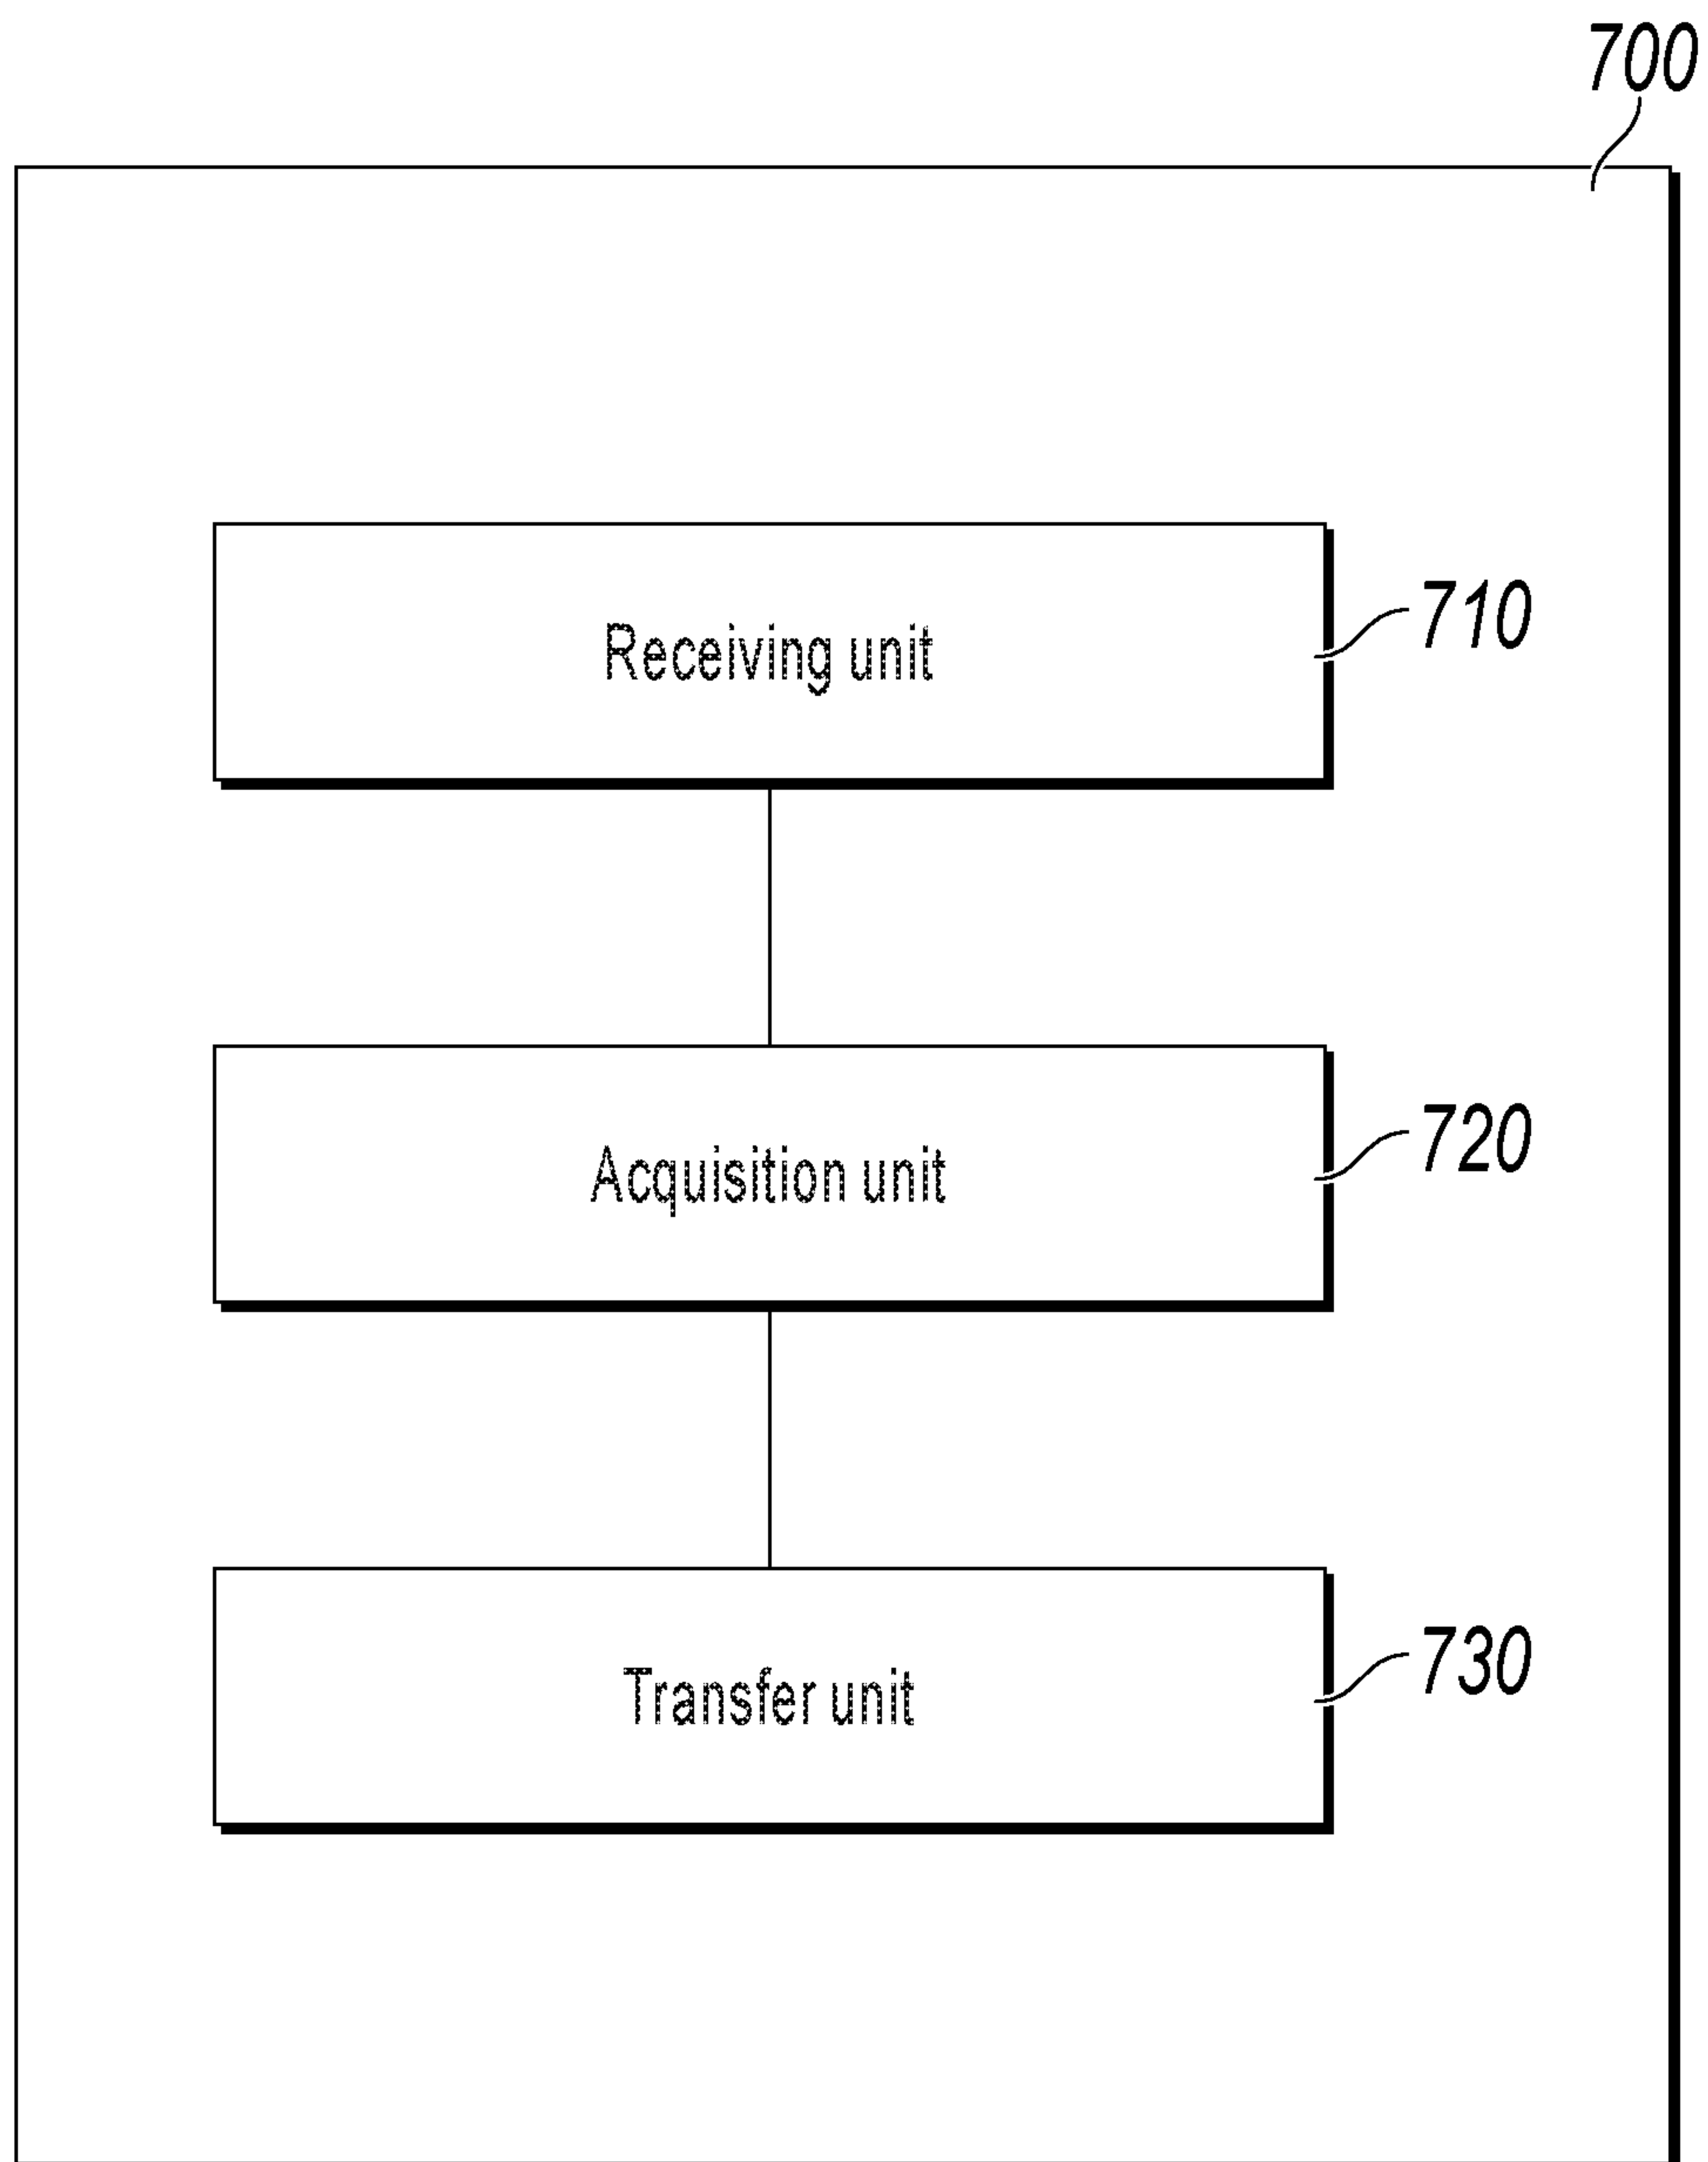 700
Receiving unit
710
Acquisition unit
720
Transfer unit
730